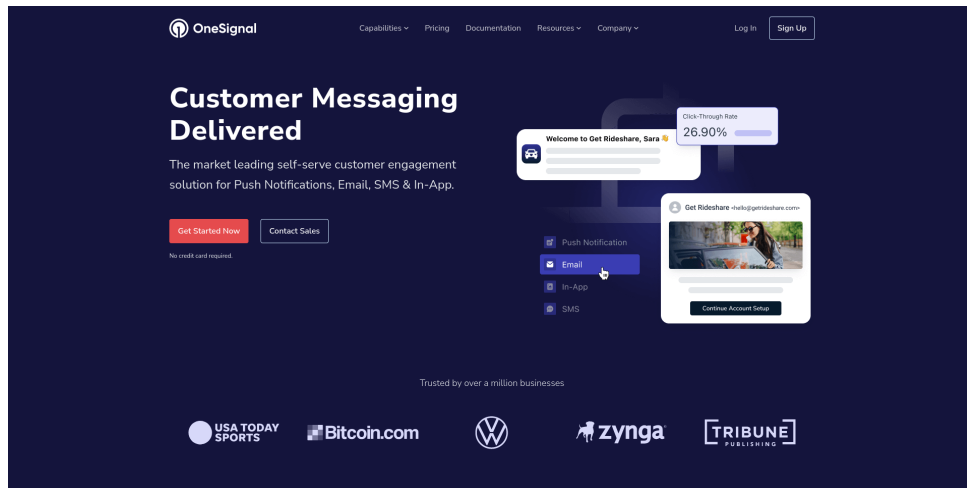 OneSignal
Capabilities
Pricing
Documentation
Resources
Company
Log In
Sign Up
Customer Messaging
Delivered
The market leading self-serve customer engagement
solution for Push Notifications, Email, SMS & In-App.
Get Started Now
Contact Sales
No credit card required.
Click-Through Rate
26.90%
Welcome to Get Rideshare, Sara 👋
Get Rideshare <hello@getrideshare.com>
Continue Account Setup
Push Notification
Email
In-App
SMS
Trusted by over a million businesses
USA TODAY
SPORTS
Bitcoin.com
VW
zynga
TRIBUNE
PUBLISHING